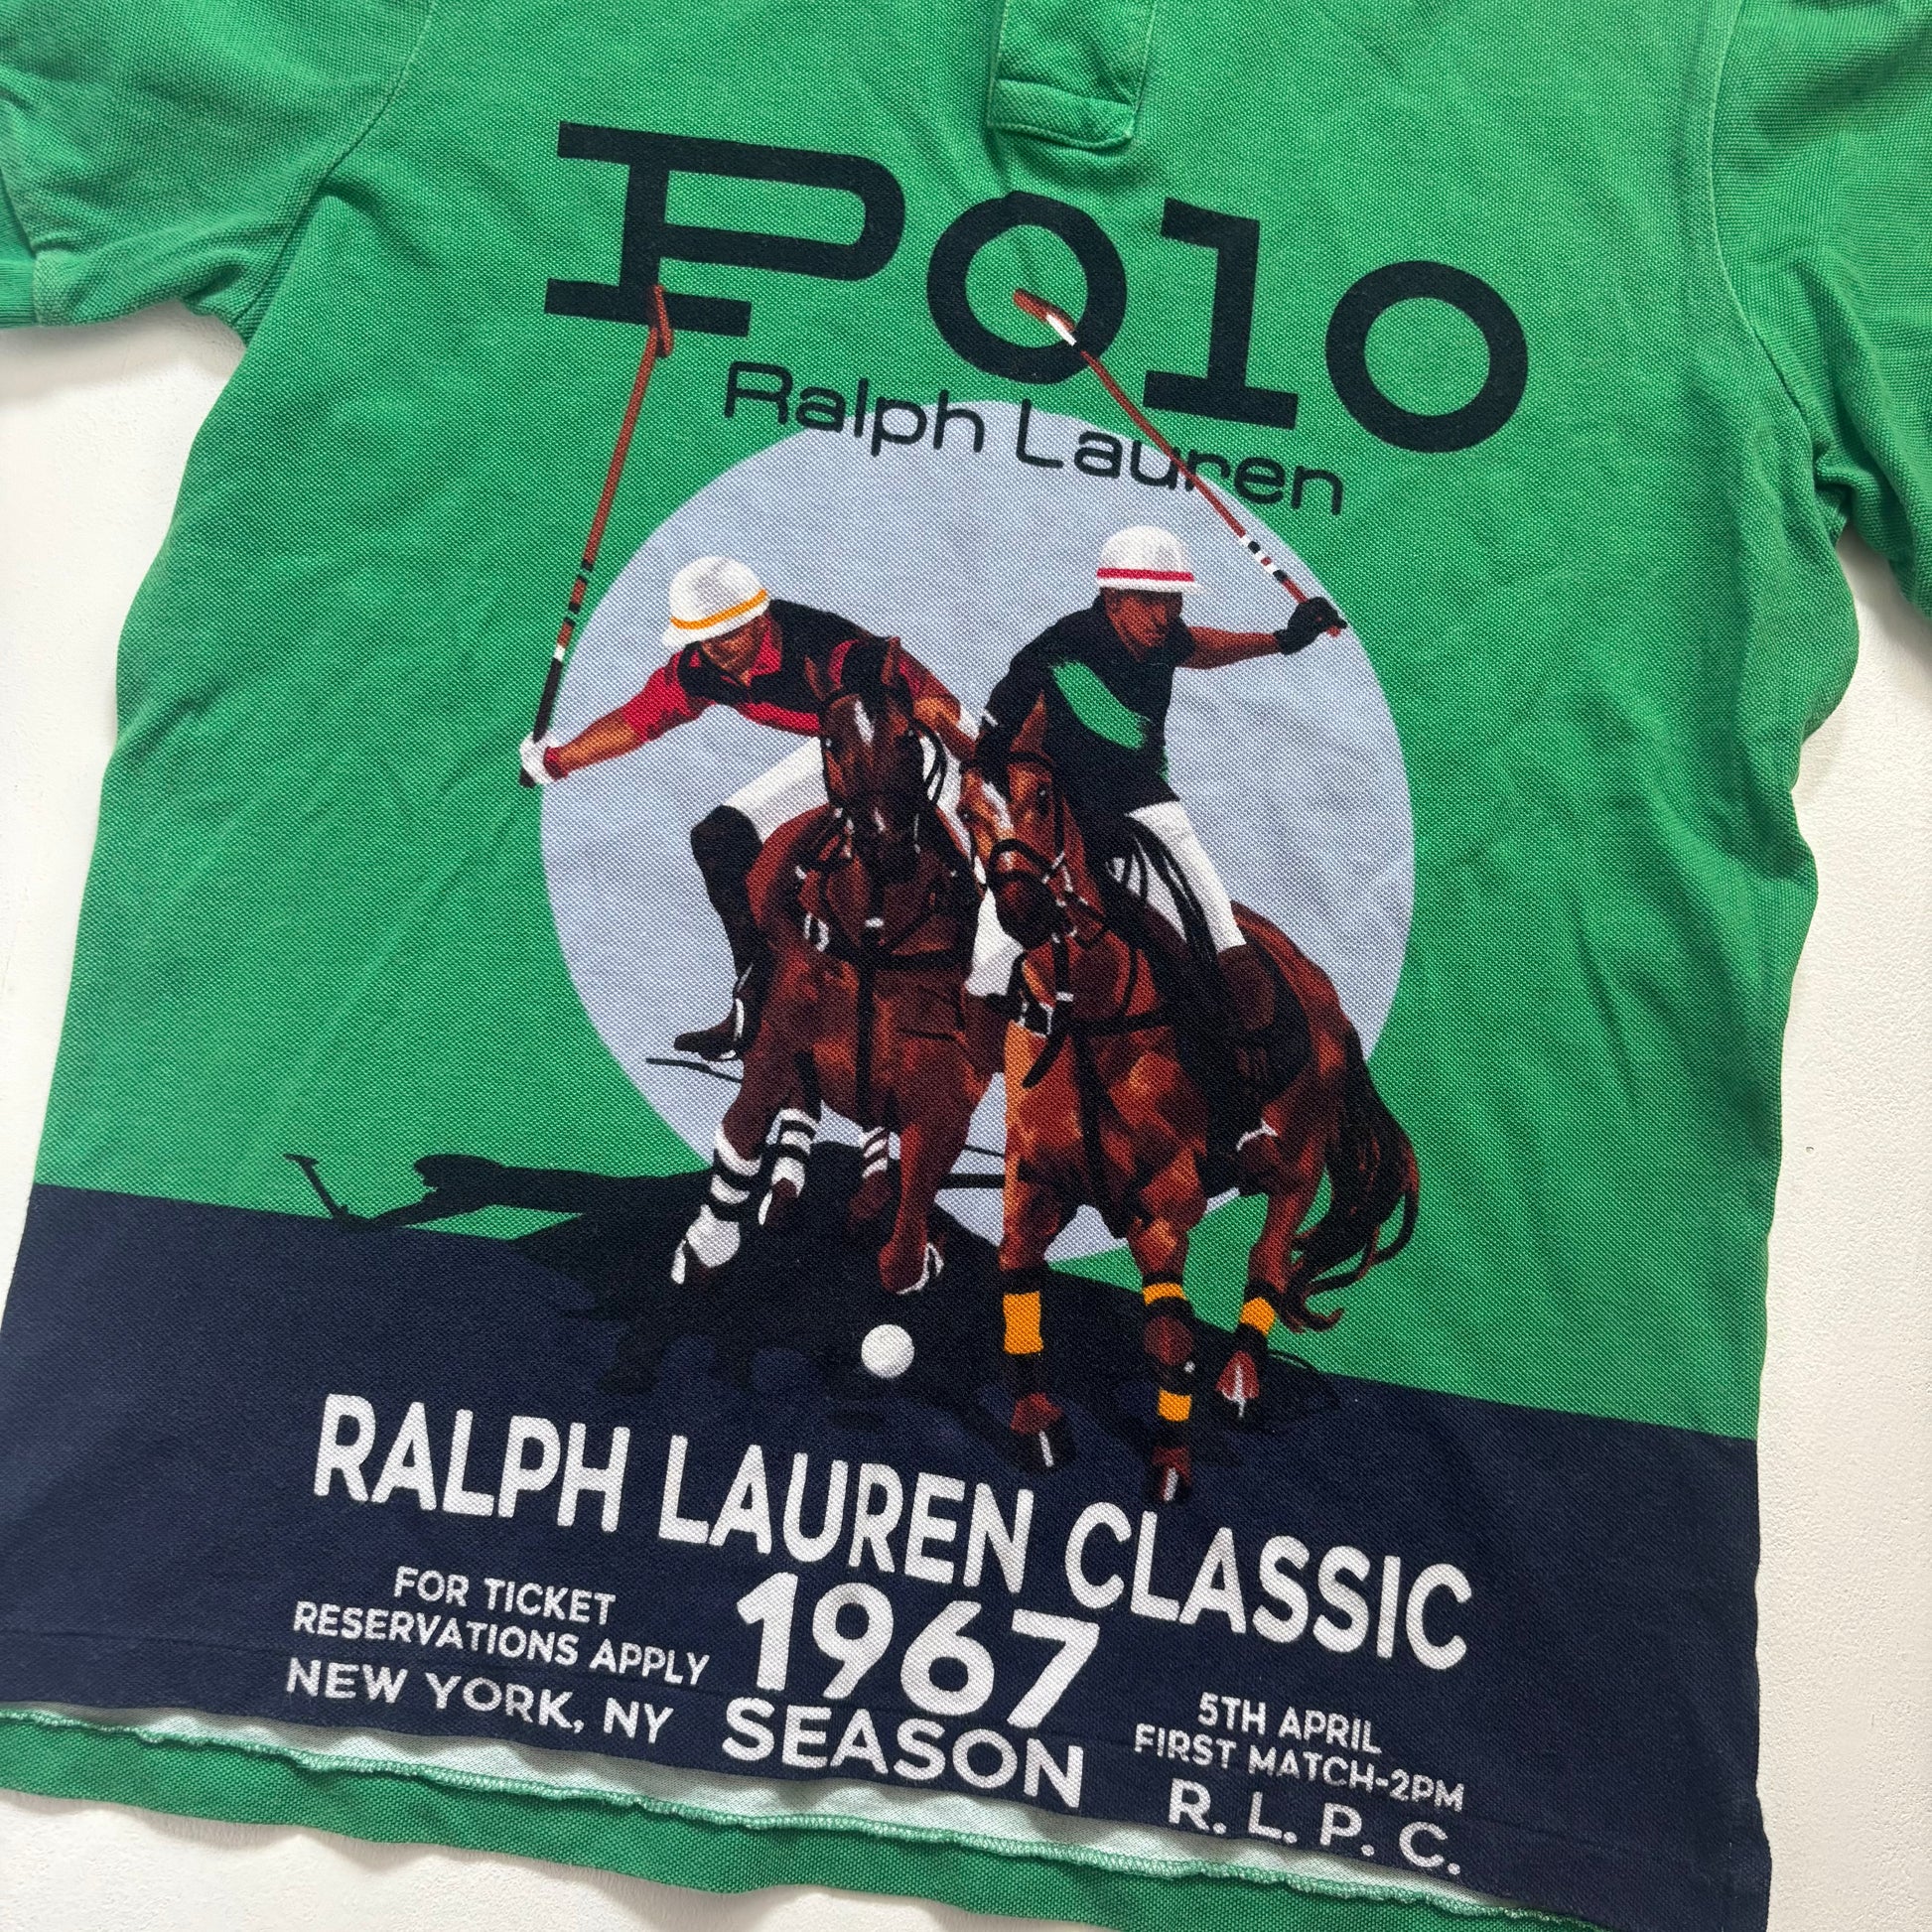 Polo
Ralph Lauren
RALPH LAUREN CLASSIC
FOR TICKET
RESERVATIONS APPLY
NEW YORK, NY
1967
SEASON
5TH APRIL
FIRST MATCH-2PM
R. L. P. C.